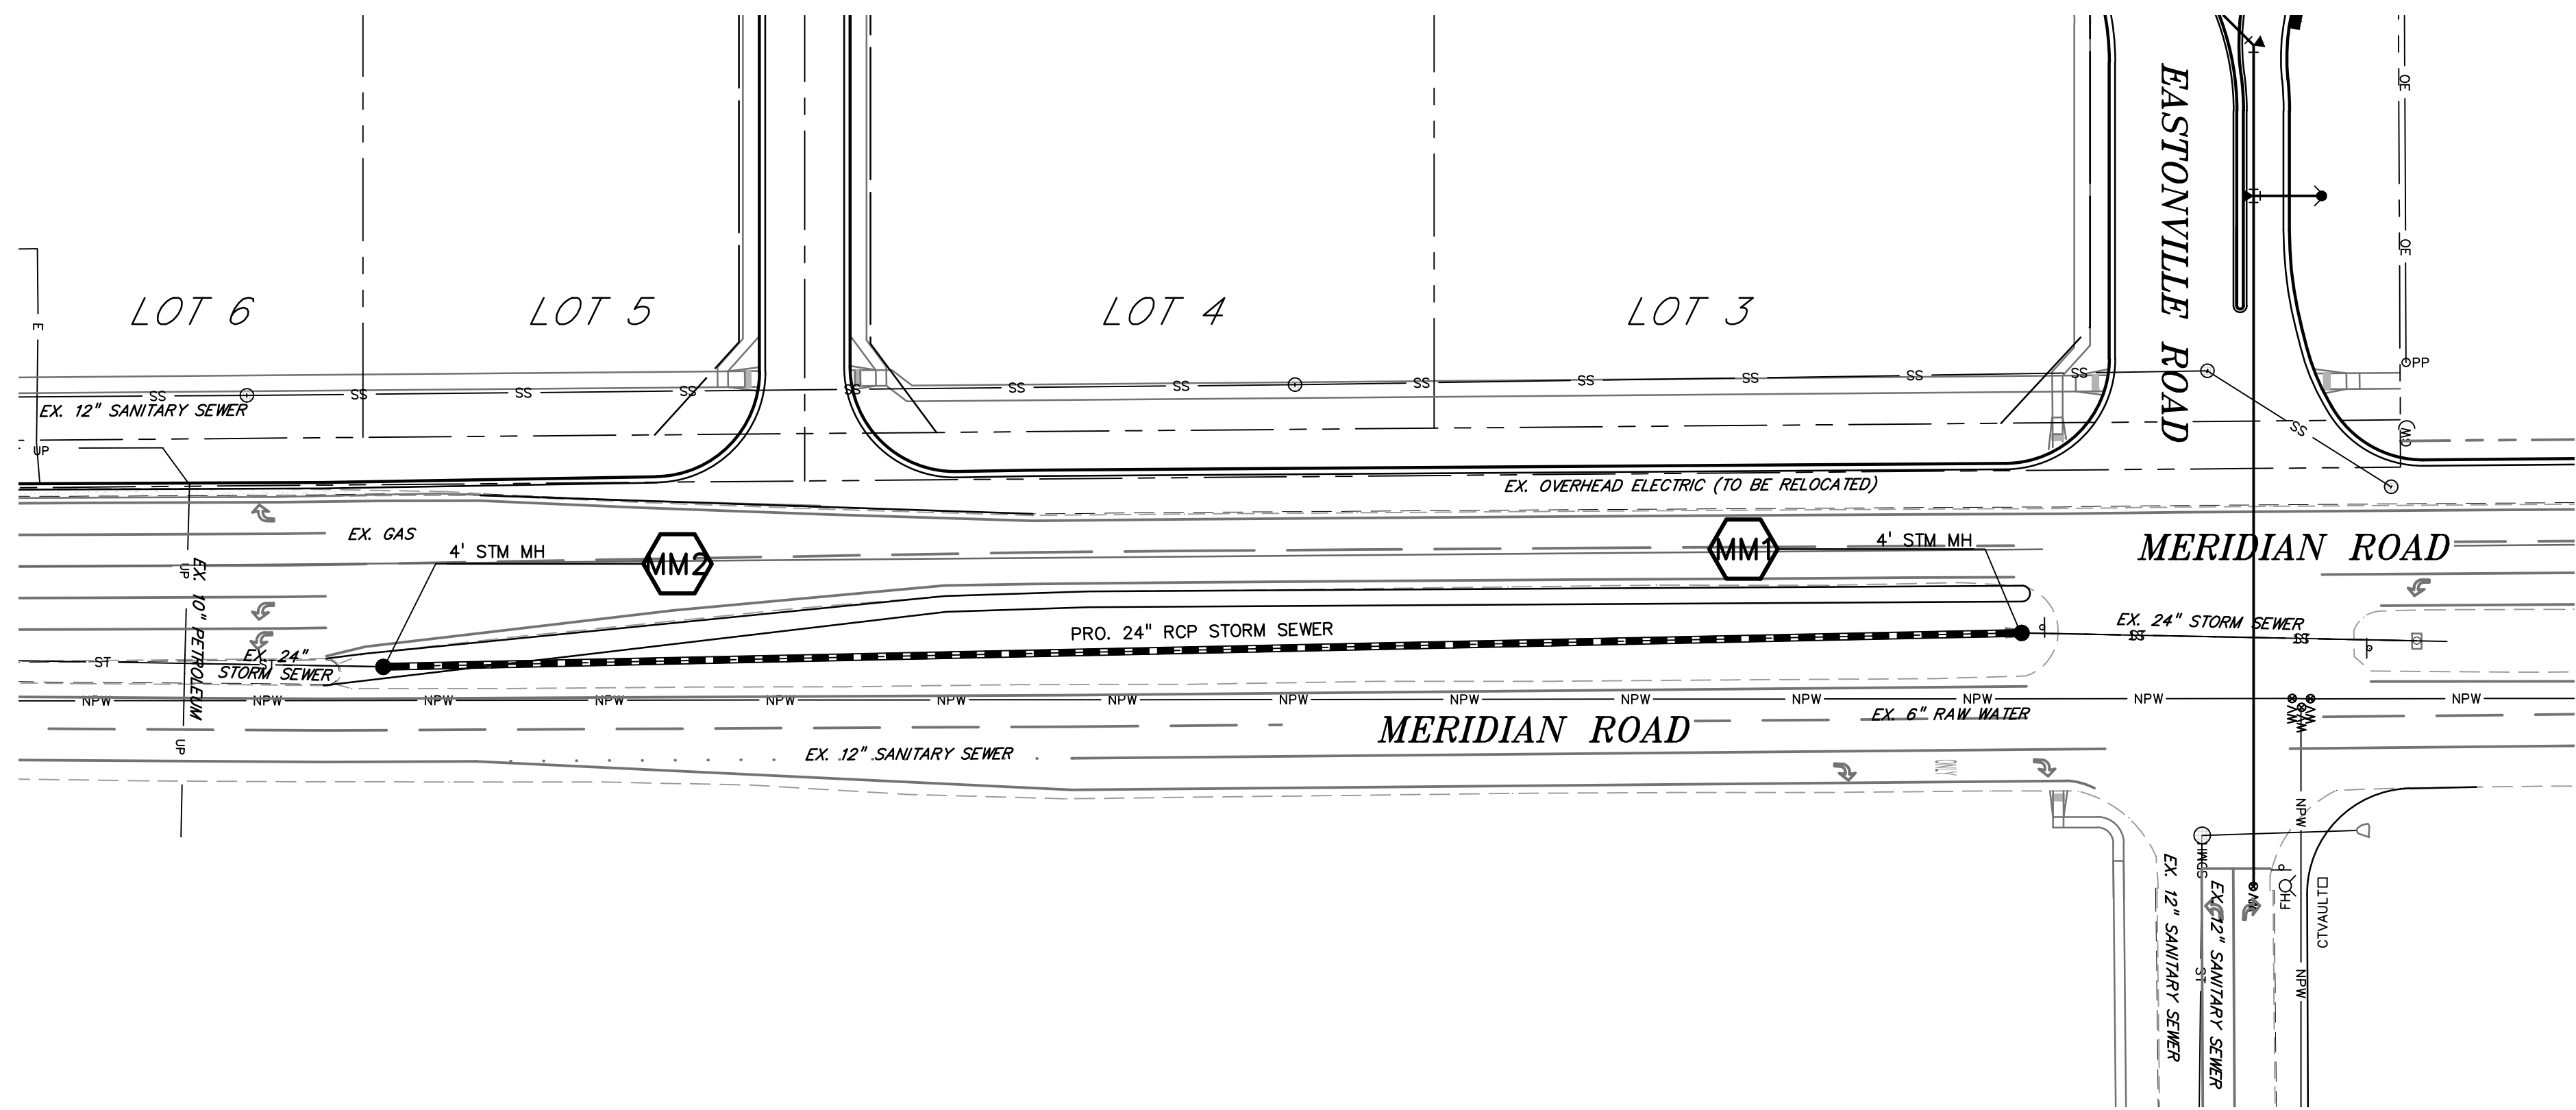 EASTONVILLE ROAD
OE
OE
LOT 6
LOT 5
LOT 4
LOT 3
E
OPP
SS
SS
SS
SS
SS
SS
SS
SS
SS
SS
SS
SS
SS
EX. 12" SANITARY SEWER
UP
EX. OVERHEAD ELECTRIC (TO BE RELOCATED)
EX. GAS
4' STM MH
MM2
MM1
4' STM MH
MERIDIAN ROAD
UP
EX. 10" PETROLEUM
PRO. 24" RCP STORM SEWER
EX. 24" STORM SEWER
ST
EX. 24"
STORM SEWER
NPW
NPW
NPW
NPW
NPW
NPW
NPW
NPW
NPW
NPW
NPW
NPW
NPW
NPW
EX. 6" RAW WATER
MERIDIAN ROAD
UP
EX. 12" SANITARY SEWER
ONLY
NPW
EX. 12" SANITARY SEWER
EX. 12" SANITARY SEWER
FH
CTVAULT
ST
NPW